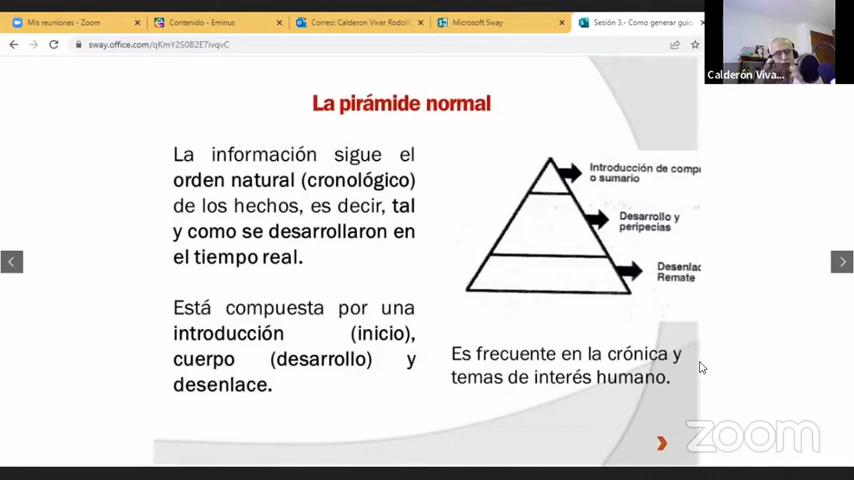 Mis reuniones - Zoom
Contenido - Eminus
Correo: Calderon Vivar Rodolf
Microsoft Sway
Sesión 3.- Como generar guio
sway.office.com/qKmY2S0B2E7ivqvC
Calderón Viva...
La pirámide normal
La información sigue el
orden natural (cronológico)
de los hechos, es decir, tal
y como se desarrollaron en
el tiempo real.
Está compuesta por una
introducción (inicio),
cuerpo (desarrollo) y
desenlace.
Introducción de compe
o sumario
Desarrollo y
peripecias
Desenlac
Remate
Es frecuente en la crónica y
temas de interés humano.
zoom